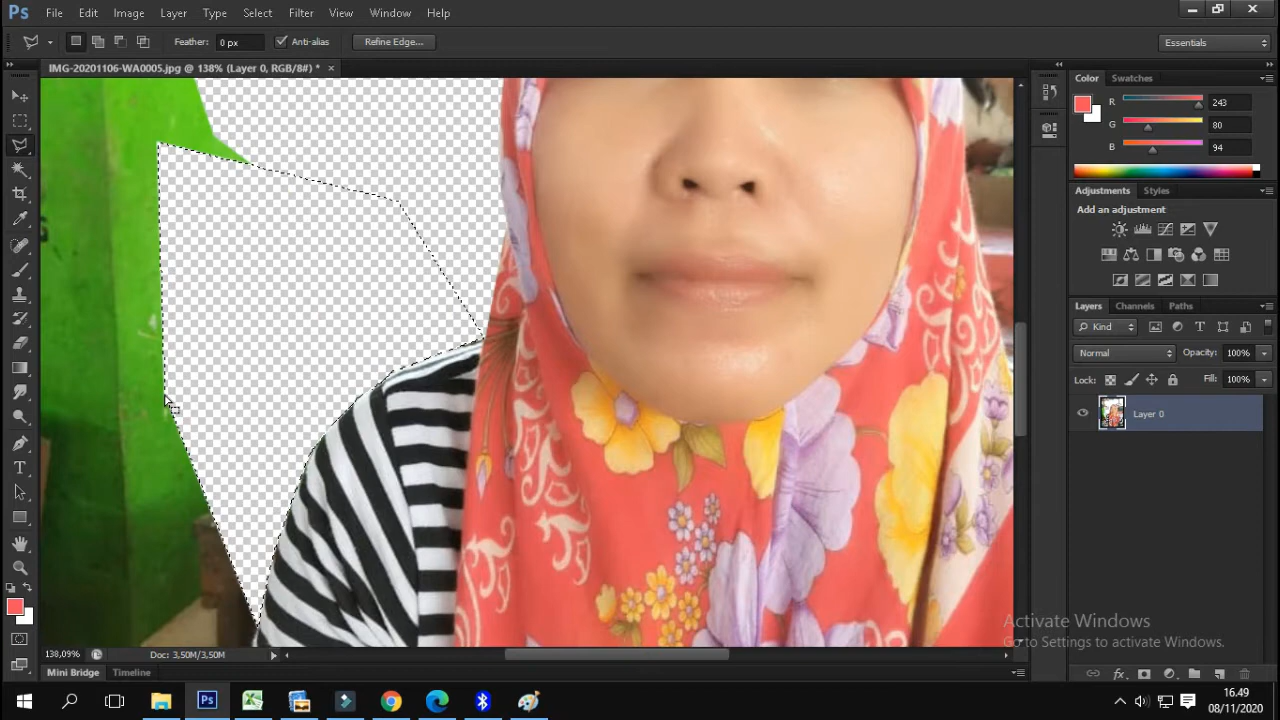 Ps File Edit Image Layer Type Select Filter View Window Help
Feather: 0 px Anti-alias Refine Edge... Essentials
IMG-20201106-WA0005.jpg @ 138% (Layer 0, RGB/8#) * ×
Color Swatches
R 243
G 80
B 94
Adjustments Styles
Add an adjustment
Layers Channels Paths
Kind
Normal Opacity: 100%
Lock: Fill: 100%
Layer 0
Activate Windows
Go to Settings to activate Windows.
138,09% Doc: 3,50M/3,50M
Mini Bridge Timeline
16.49
08/11/2020